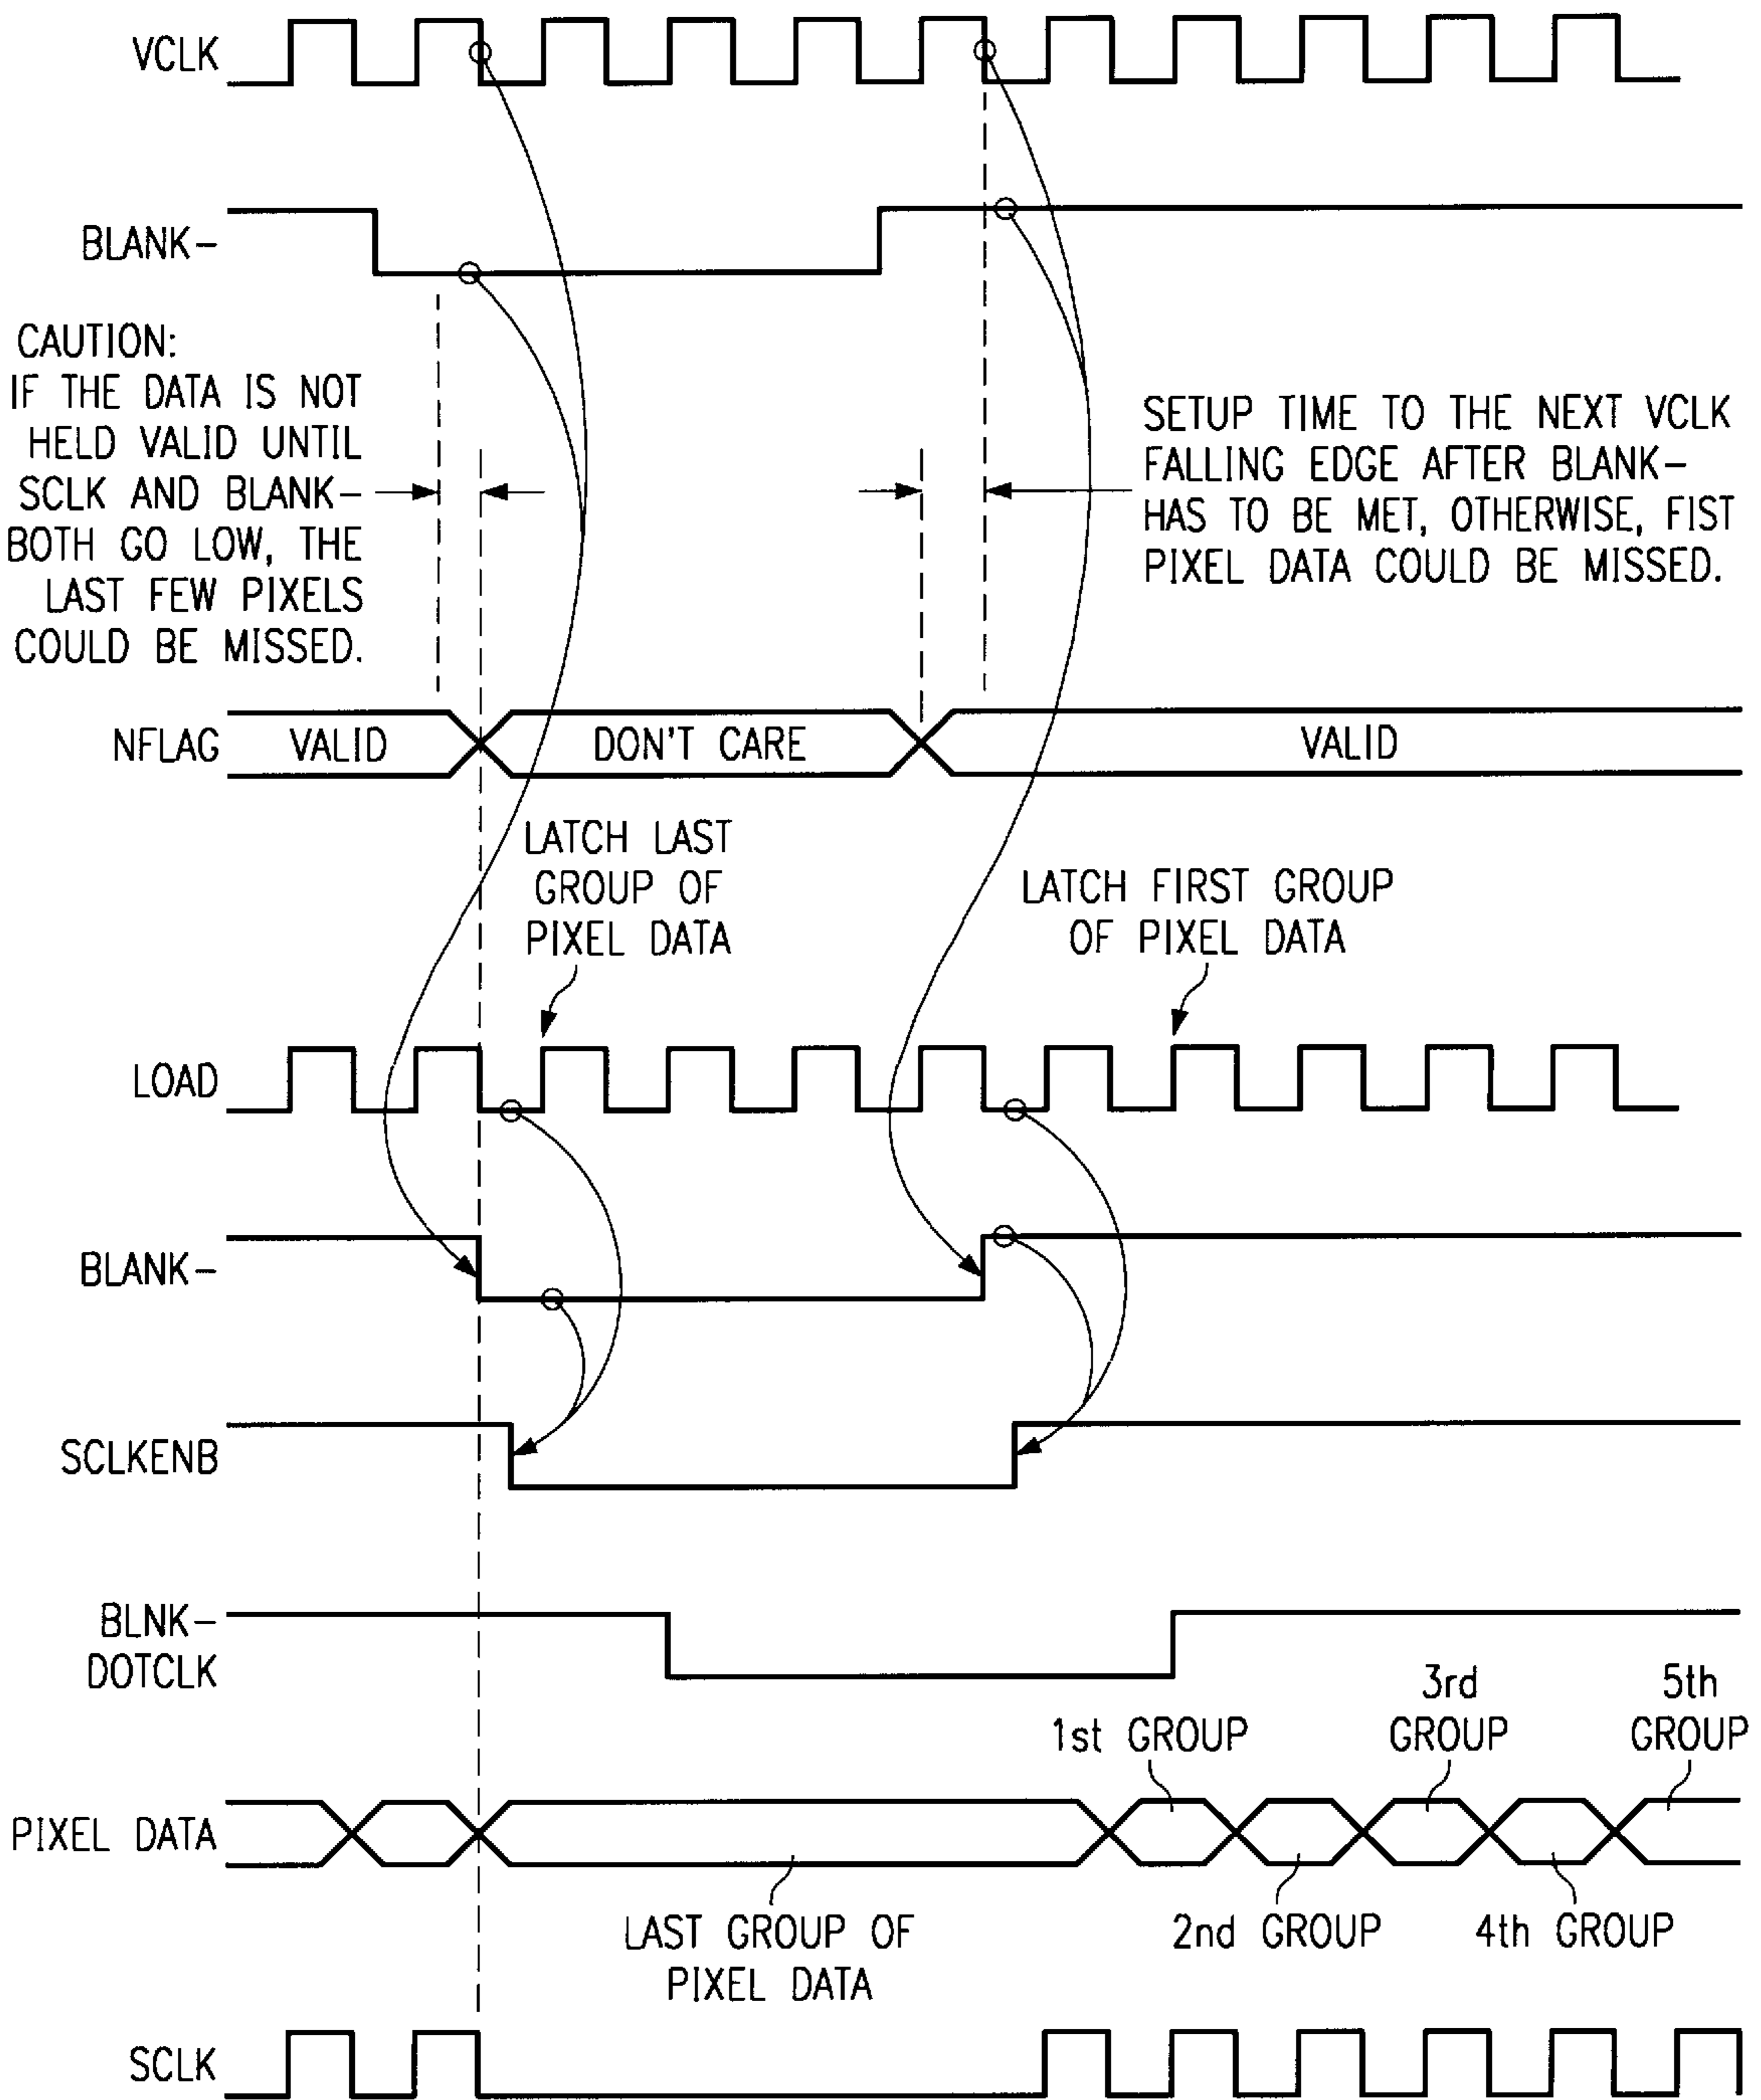 VCLK
BLANK-
CAUTION:
IF THE DATA IS NOT
HELD VALID UNTIL
SCLK AND BLANK-
BOTH GO LOW, THE
LAST FEW PIXELS
COULD BE MISSED.
SETUP TIME TO THE NEXT VCLK
FALLING EDGE AFTER BLANK-
HAS TO BE MET, OTHERWISE, FIST
PIXEL DATA COULD BE MISSED.
NFLAG
VALID
DON'T CARE
VALID
LATCH LAST
GROUP OF
PIXEL DATA
LATCH FIRST GROUP
OF PIXEL DATA
LOAD
BLANK-
SCLKENB
BLNK-
DOTCLK
1st GROUP
3rd
GROUP
5th
GROUP
PIXEL DATA
LAST GROUP OF
PIXEL DATA
2nd GROUP
4th GROUP
SCLK